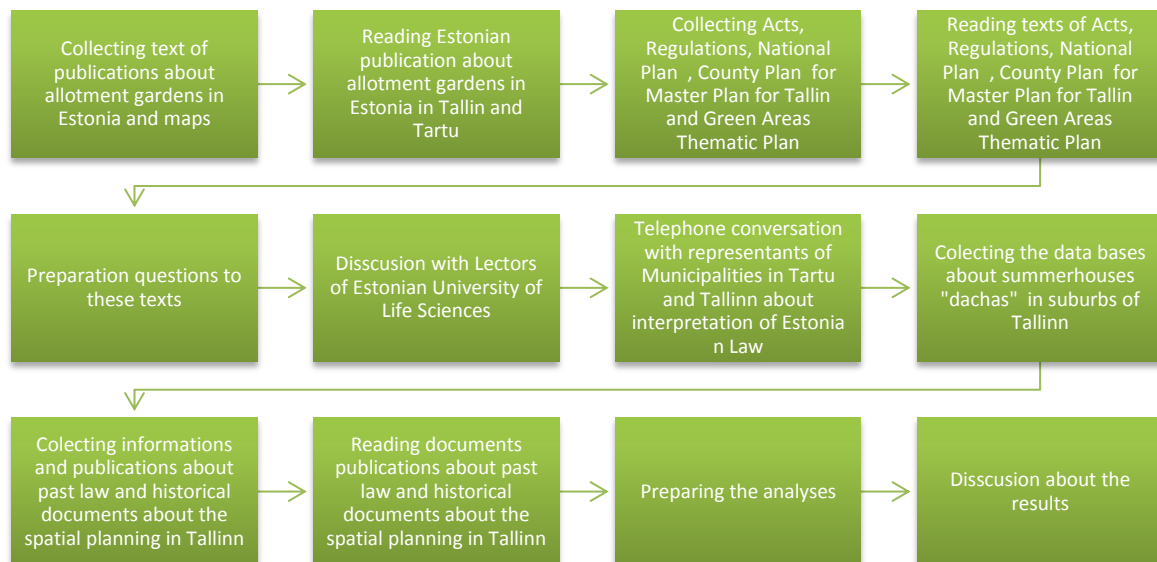 Collecting text of
publications about
allotment gardens in
Estonia and maps
Reading Estonian
publication about
allotment gardens in
Estonia in Tallin and
Tartu
Collecting Acts,
Regulations, National
Plan , County Plan for
Master Plan for Tallin
and Green Areas
Thematic Plan
Reading texts of Acts,
Regulations, National
Plan , County Plan for
Master Plan for Tallin
and Green Areas
Thematic Plan
Preparation questions to
these texts
Disscusion with Lectors
of Estonian University of
Life Sciences
Telephone conversation
with representants of
Municipalities in Tartu
and Tallinn about
interpretation of Estonia
n Law
Colecting the data bases
about summerhouses
"dachas" in suburbs of
Tallinn
Colecting informations
and publications about
past law and historical
documents about the
spatial planning in Tallinn
Reading documents
publications about past
law and historical
documents about the
spatial planning in Tallinn
Preparing the analyses
Disscusion about the
results